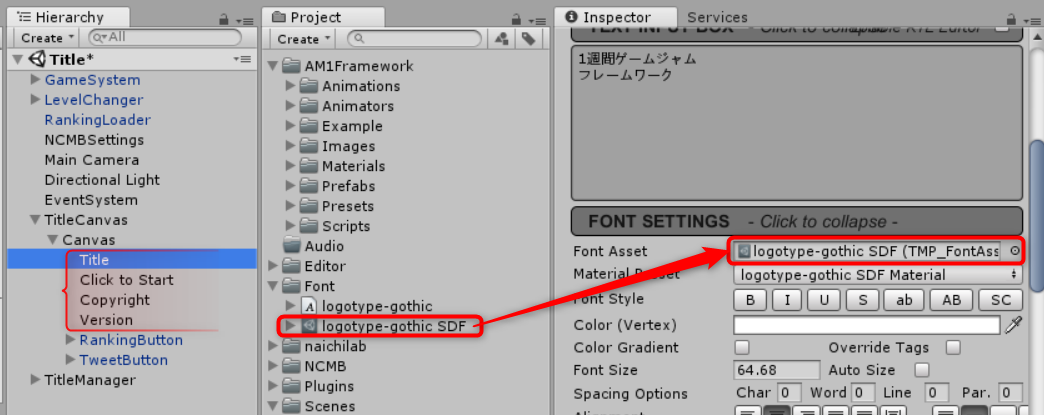 Hierarchy
Create
All
Title*
GameSystem
LevelChanger
RankingLoader
NCMBSettings
Main Camera
Directional Light
EventSystem
TitleCanvas
Canvas
Title
Click to Start
Copyright
Version
RankingButton
TweetButton
TitleManager
Project
Create
AM1Framework
Animations
Animators
Example
Images
Materials
Prefabs
Presets
Scripts
Audio
Editor
Font
logotype-gothic
logotype-gothic SDF
naichilab
NCMB
Plugins
Scenes
Inspector
Services
TEXT INPUT BOX - Click to collapse
1週間ゲームジャム
フレームワーク
FONT SETTINGS - Click to collapse -
Font Asset
logotype-gothic SDF (TMP_FontAss
Material Preset
logotype-gothic SDF Material
Font Style
B I U S ab AB SC
Color (Vertex)
Color Gradient
Override Tags
Font Size
64.68
Auto Size
Spacing Options
Char 0 Word 0 Line 0 Par. 0
Alignment